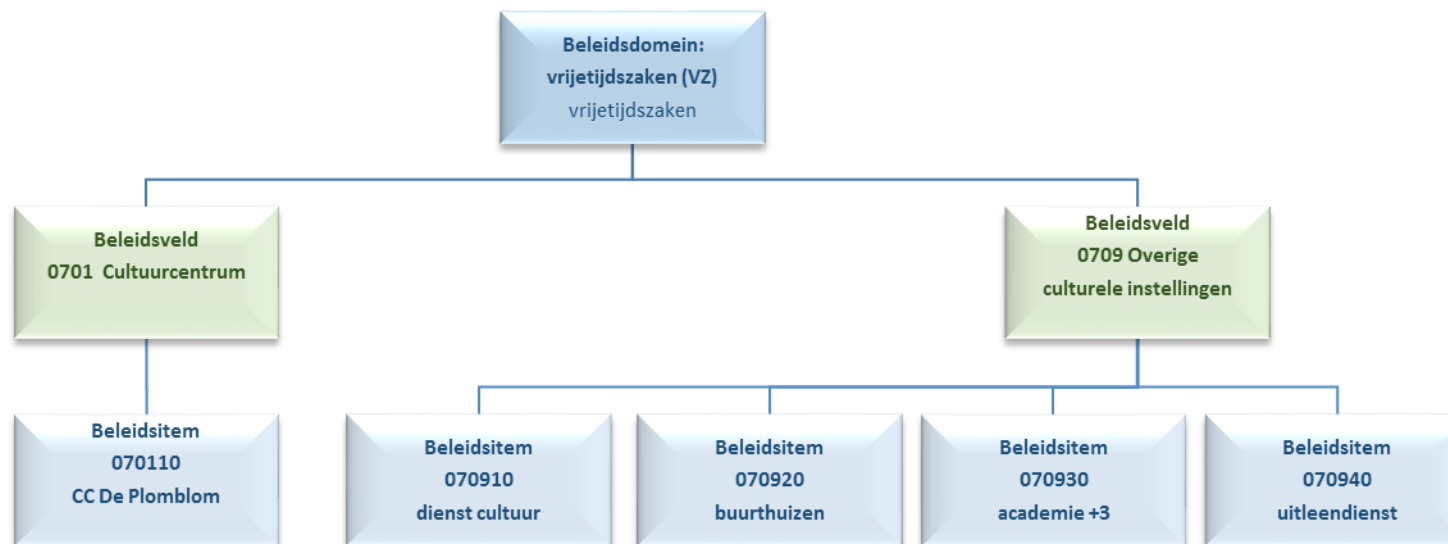 Beleidsdomein:
vrijetijdszaken (VZ)
vrijetijdszaken
Beleidsveld
0701 Cultuurcentrum
Beleidsveld
0709 Overige
culturele instellingen
Beleidsitem
070110
CC De Plomblom
Beleidsitem
070910
dienst cultuur
Beleidsitem
070920
buurthuizen
Beleidsitem
070930
academie +3
Beleidsitem
070940
uitleendienst